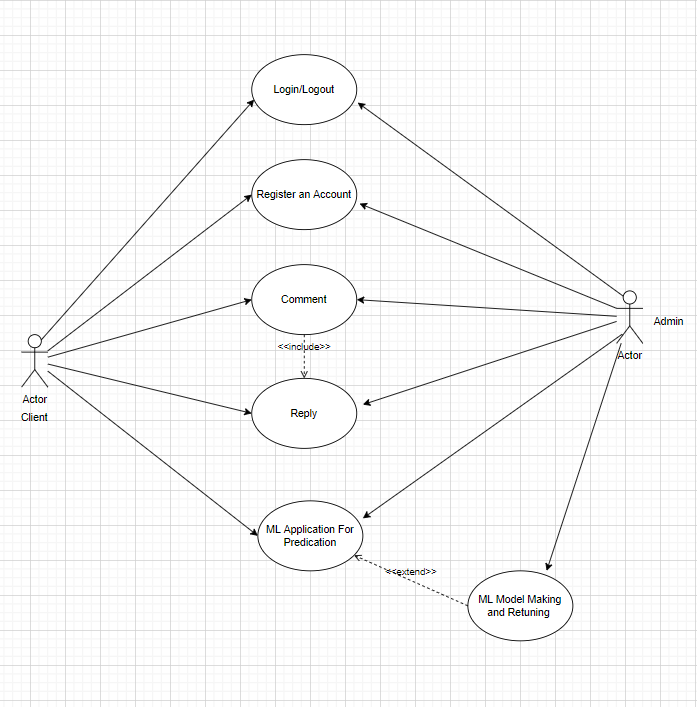 Login/Logout
Register an Account
Comment
<<include>>
Admin
Actor
Actor
Client
Reply
ML Application For
Predication
<<extend>>
ML Model Making
and Retuning